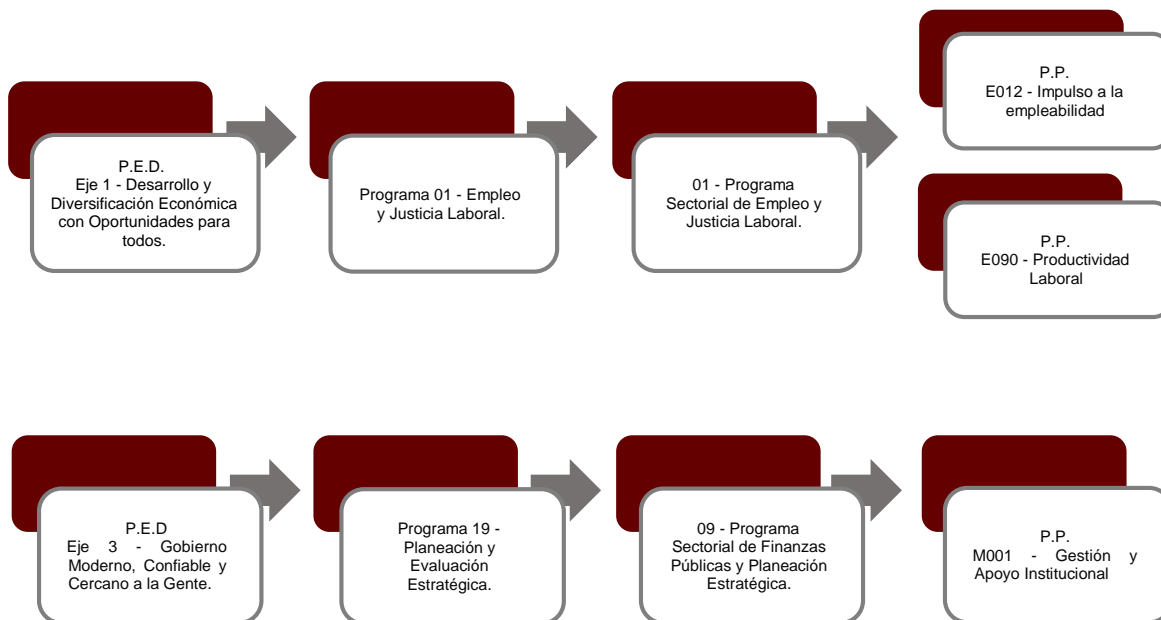 P.P.
E012 - Impulso a la
empleabilidad
P.E.D.
Eje 1 - Desarrollo y
Diversificación Económica
con Oportunidades para
todos.
Programa 01 - Empleo
y Justicia Laboral.
01 - Programa
Sectorial de Empleo y
Justicia Laboral.
P.P.
E090 - Productividad
Laboral
P.E.D
Eje 3 - Gobierno
Moderno, Confiable y
Cercano a la Gente.
Programa 19 -
Planeación y
Evaluación
Estratégica.
09 - Programa
Sectorial de Finanzas
Públicas y Planeación
Estratégica.
P.P.
M001 - Gestión y
Apoyo Institucional